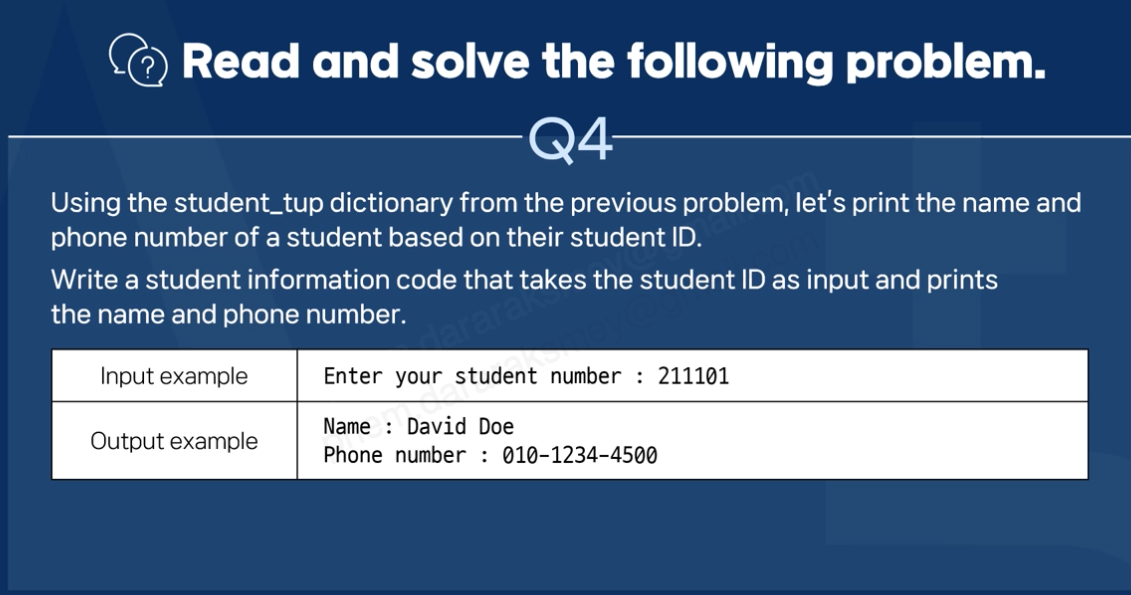 Read and solve the following problem.
Q4
Using the student_tup dictionary from the previous problem, let's print the name and
phone number of a student based on their student ID.
Write a student information code that takes the student ID as input and prints
the name and phone number.
Input example
Enter your student number : 211101
Output example
Name : David Doe
Phone number : 010-1234-4500